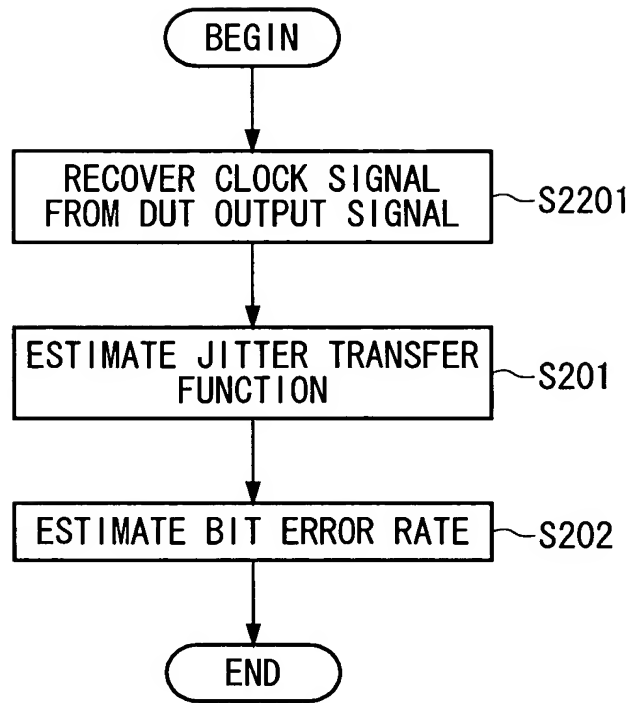 BEGIN
RECOVER CLOCK SIGNAL
FROM DUT OUTPUT SIGNAL
S2201
ESTIMATE JITTER TRANSFER
FUNCTION
S201
ESTIMATE BIT ERROR RATE
S202
END